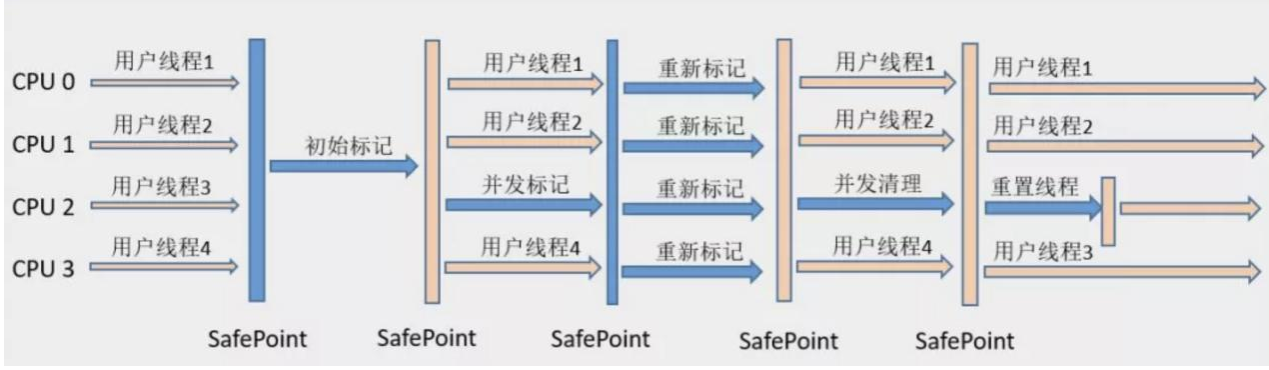 CPU 0
CPU 1
CPU 2
CPU 3
用户线程1
用户线程2
用户线程3
用户线程4
SafePoint
初始标记
SafePoint
用户线程1
用户线程2
并发标记
用户线程4
SafePoint
重新标记
重新标记
重新标记
重新标记
SafePoint
用户线程1
用户线程2
并发清理
用户线程4
SafePoint
用户线程1
用户线程2
重置线程
用户线程3